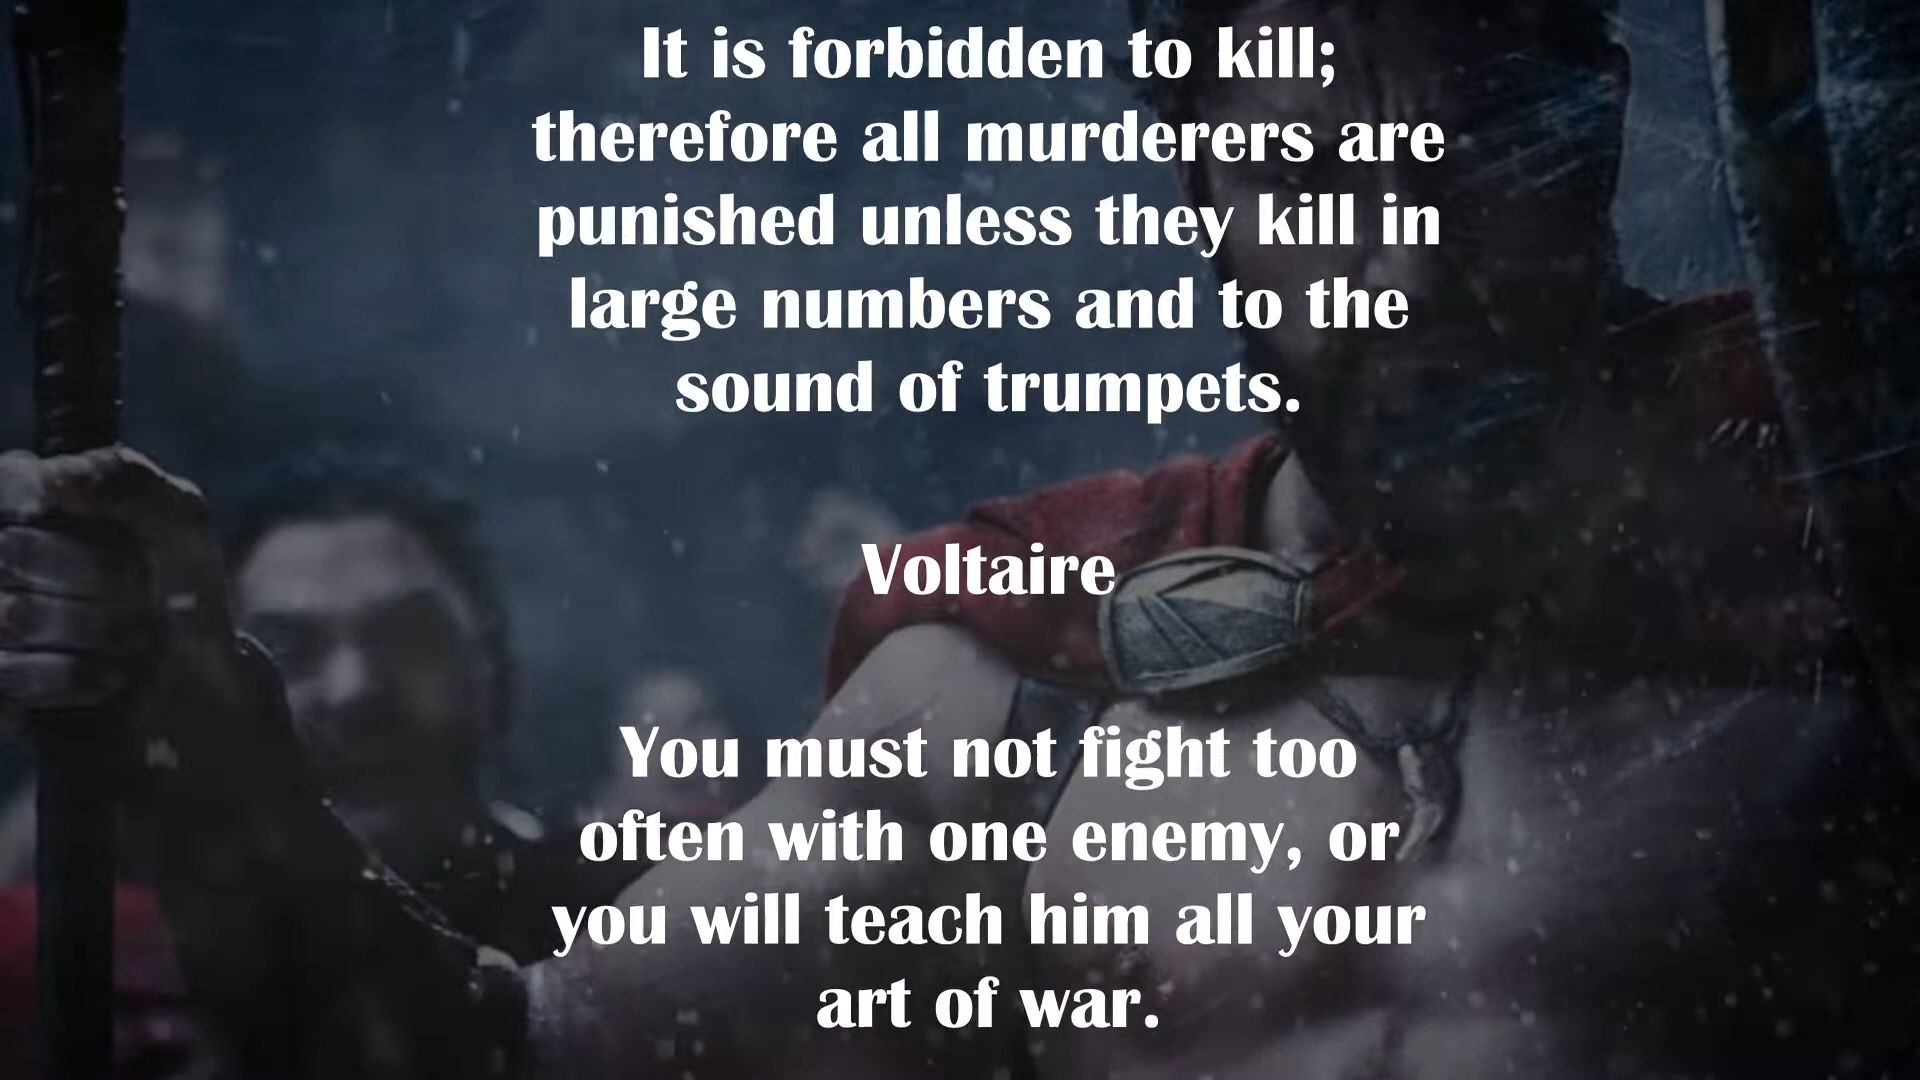 It is forbidden to kill;
therefore all murderers are
punished unless they kill in
large numbers and to the
sound of trumpets.
Voltaire
You must not fight too
often with one enemy, or
you will teach him all your
art of war.